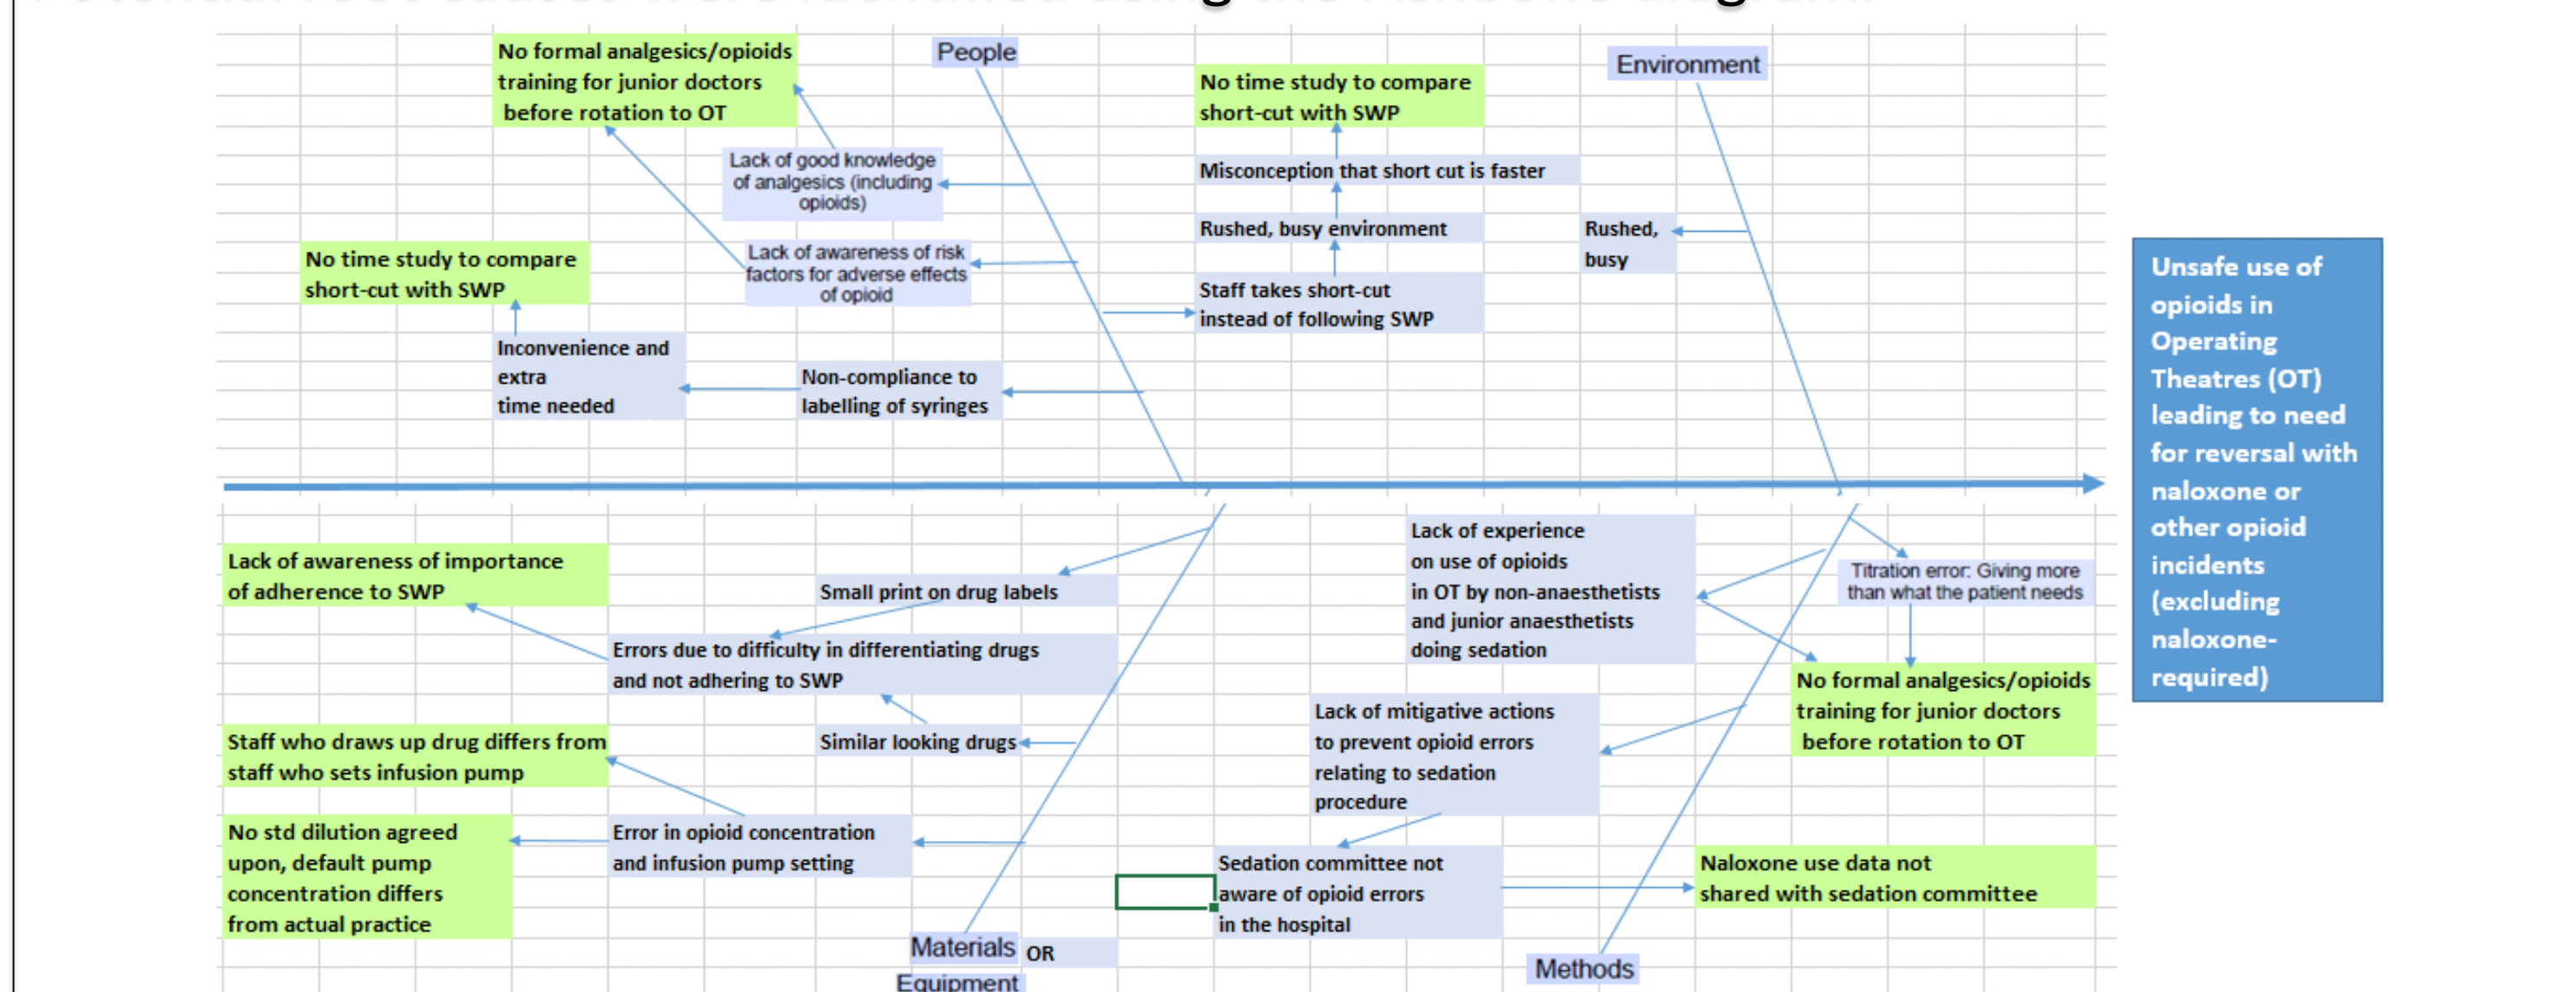 No formal analgesics/opioids
training for junior doctors
before rotation to OT
People
Lack of good knowledge
of analgesics (including
opioids)
Lack of awareness of risk
factors for adverse effects
of opioid
No time study to compare
short-cut with SWP
Inconvenience and
extra
time needed
Non-compliance to
labelling of syringes
No time study to compare
short-cut with SWP
Misconception that short cut is faster
Rushed, busy environment
Staff takes short-cut
instead of following SWP
Environment
Rushed,
busy
Unsafe use of
opioids in
Operating
Theatres (OT)
leading to need
for reversal with
naloxone or
other opioid
incidents
(excluding
naloxone-
required)
Lack of awareness of importance
of adherence to SWP
Small print on drug labels
Errors due to difficulty in differentiating drugs
and not adhering to SWP
Similar looking drugs
Staff who draws up drug differs from
staff who sets infusion pump
No std dilution agreed
upon, default pump
concentration differs
from actual practice
Error in opioid concentration
and infusion pump setting
Materials OR
Equipment
Lack of experience
on use of opioids
in OT by non-anaesthetists
and junior anaesthetists
doing sedation
Titration error: Giving more
than what the patient needs
No formal analgesics/opioids
training for junior doctors
before rotation to OT
Lack of mitigative actions
to prevent opioid errors
relating to sedation
procedure
Sedation committee not
aware of opioid errors
in the hospital
Naloxone use data not
shared with sedation committee
Methods